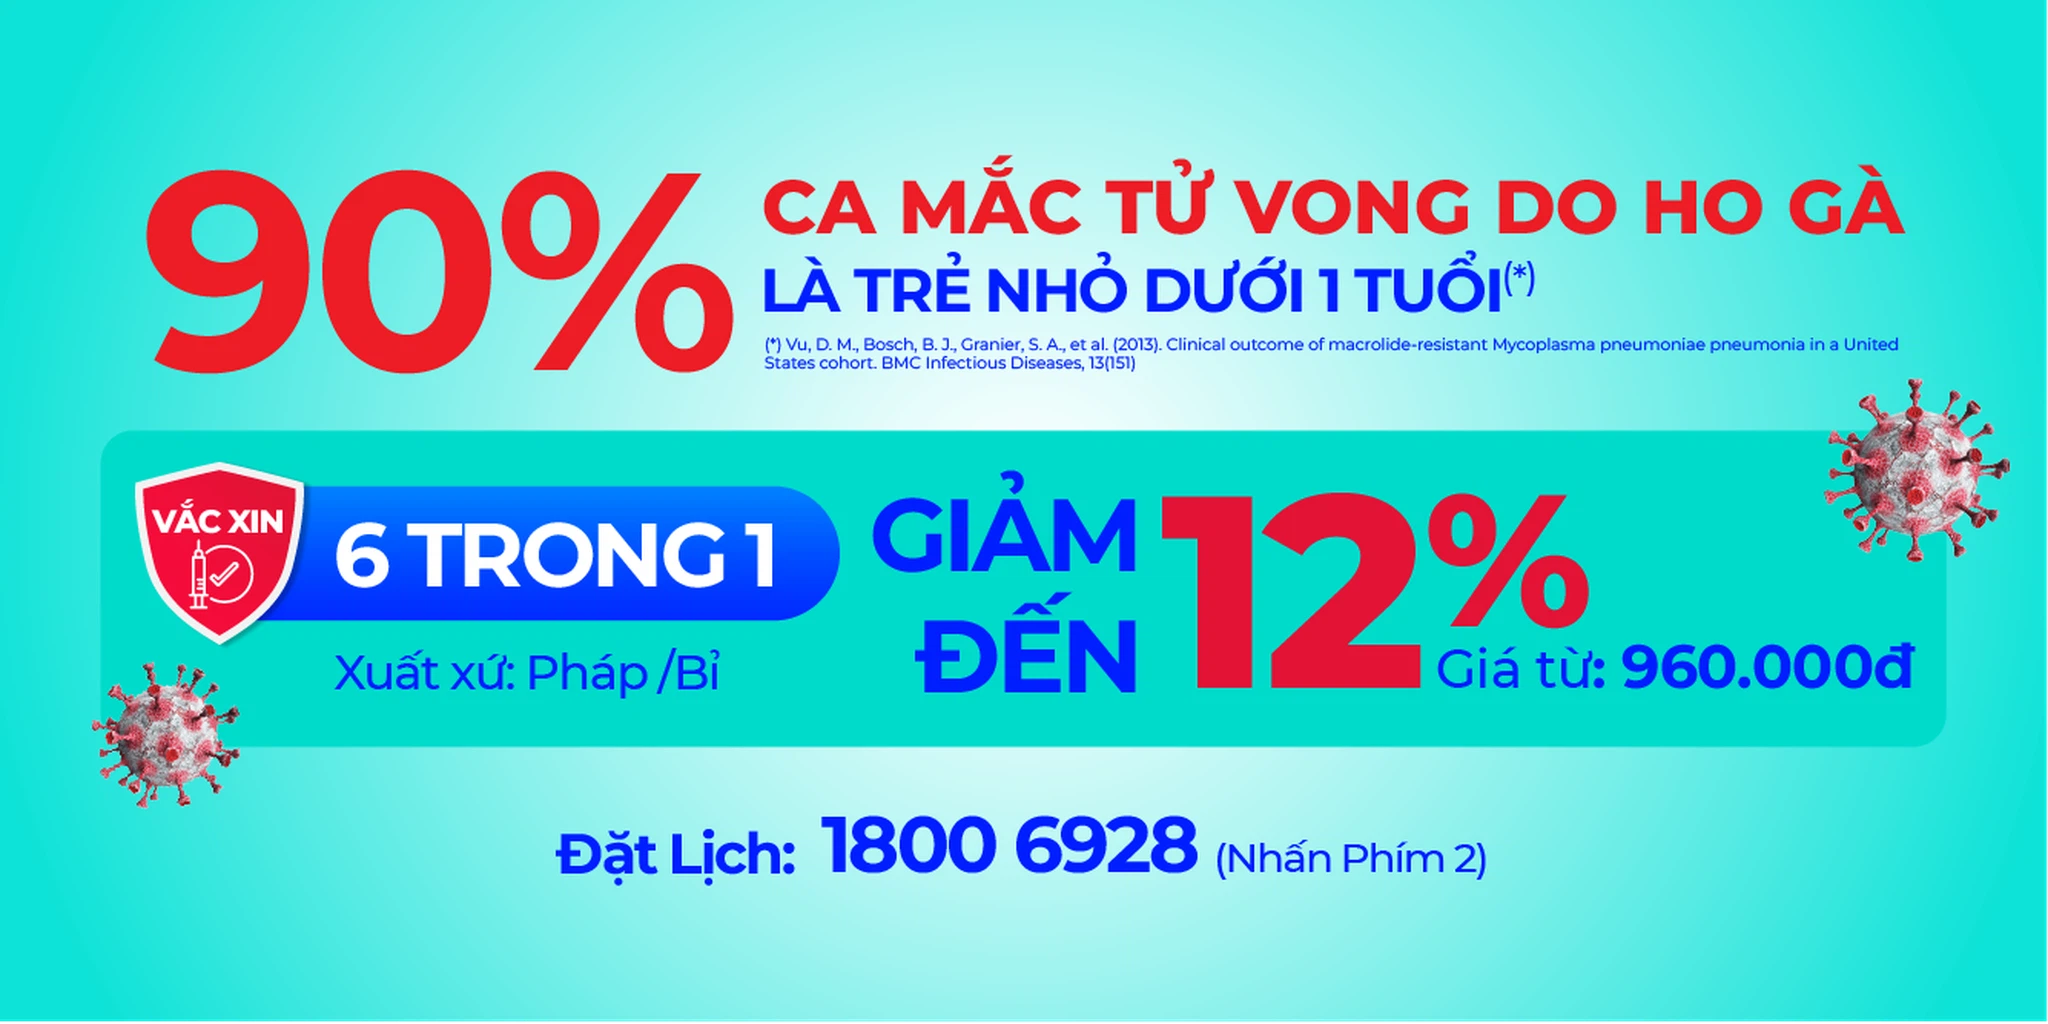 90%
CA MẮC TỬ VONG DO HO GÀ
LÀ TRẺ NHỎ DƯỚI 1 TUỔI(*)
(*) Vu, D. M., Bosch, B. J., Granier, S. A., et al. (2013). Clinical outcome of macrolide-resistant Mycoplasma pneumoniae pneumonia in a United
States cohort. BMC Infectious Diseases, 13(151)
VẮC XIN
6 TRONG 1
Xuất xứ: Pháp /Bỉ
GIẢM
ĐẾN
12%
Giá từ: 960.000đ
Đặt Lịch: 1800 6928 (Nhấn Phím 2)